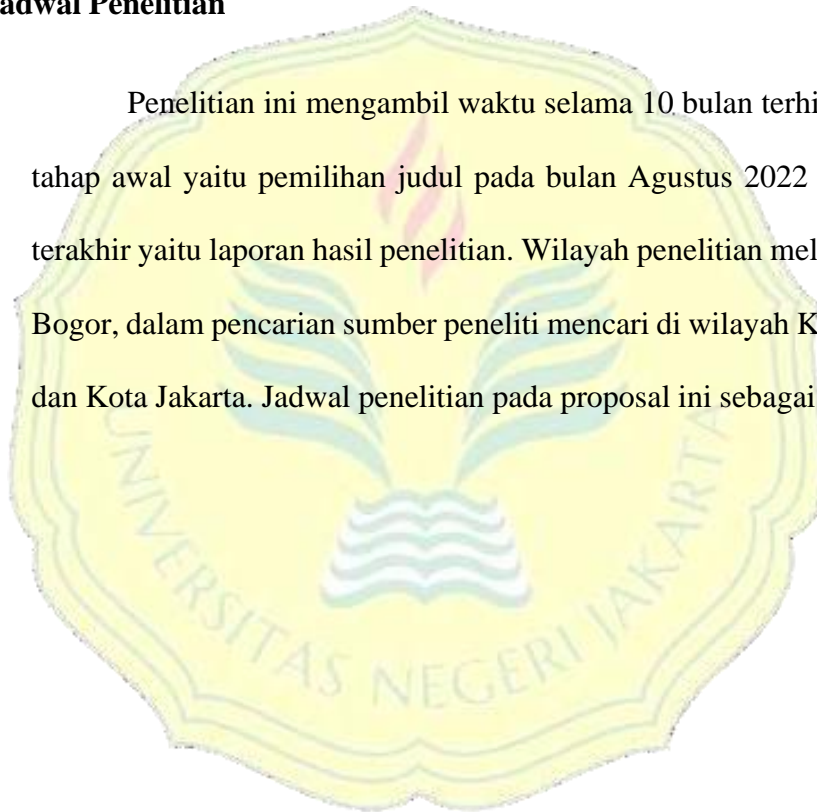 adwal Penelitian
Penelitian ini mengambil waktu selama 10 bulan
tahap awal yaitu pemilihan judul pada bulan Agustus 2022
terakhir yaitu laporan hasil penelitian. Wilayah penelitian
Bogor, dalam pencarian sumber peneliti mencari di wilayah
dan Kota Jakarta. Jadwal penelitian pada proposal ini sebagai
UNIVERSITAS NEGERI JAKARTA